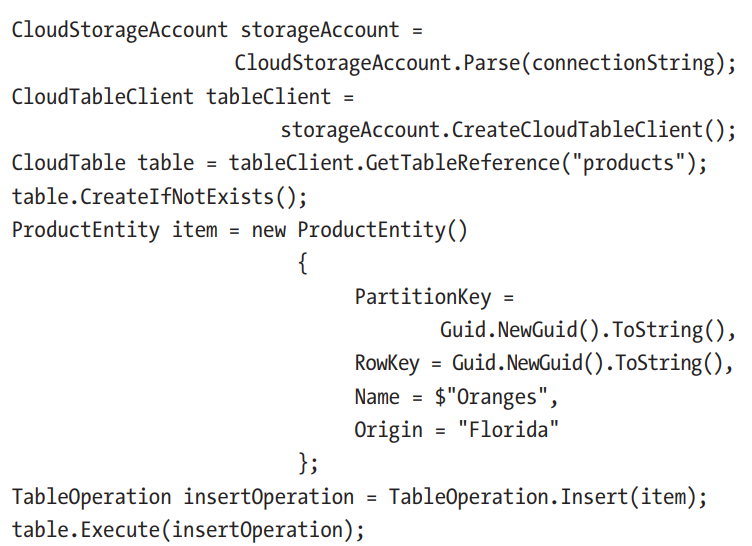 CloudStorageAccount storageAccount =
CloudStorageAccount.Parse(connectionString);
CloudTableClient tableClient =
storageAccount.CreateCloudTableClient();
CloudTable table = tableClient.GetTableReference("products");
table.CreateIfNotExists();
ProductEntity item = new ProductEntity()
{
PartitionKey =
Guid.NewGuid().ToString(),
RowKey = Guid.NewGuid().ToString(),
Name = $"Oranges",
Origin = "Florida"
};
TableOperation insertOperation = TableOperation.Insert(item);
table.Execute(insertOperation);